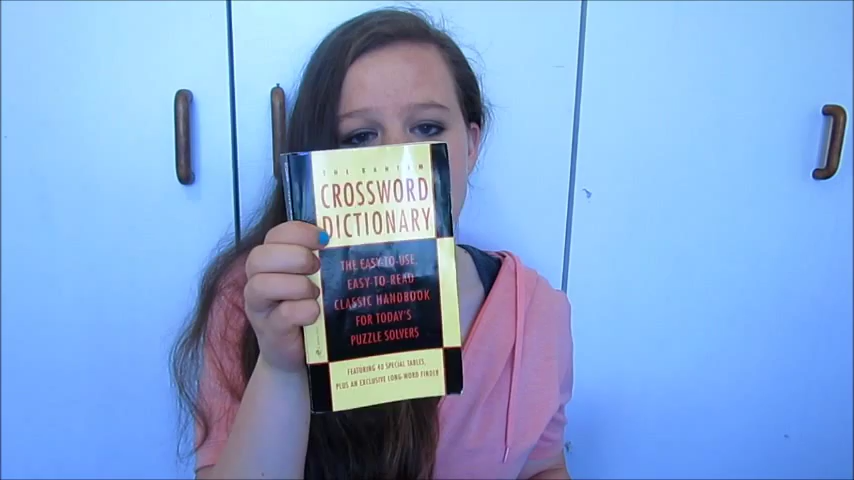 THE BANTAM
CROSSWORD
DICTIONARY
THE EASY-TO-USE,
EASY-TO-READ
CLASSIC HANDBOOK
FOR TODAY'S
PUZZLE SOLVERS
FEATURING 48 SPECIAL TABLES,
PLUS AN EXCLUSIVE LONG-WORD FINDER